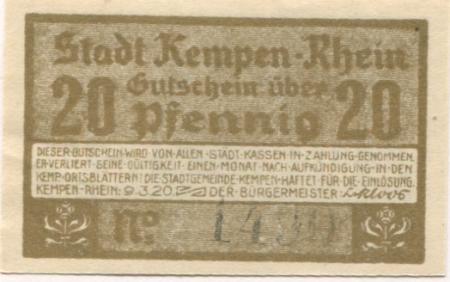 Stadt Kempen-Rhein
Gutschein über
20 Pfennig 20
DIESER GUTSCHEIN WIRD VON ALLEN STADT-KASSEN IN ZAHLUNG GENOMMEN.
ER VERLIERT SEINE GÜLTIGKEIT EINEN MONAT NACH AUFKÜNDIGUNG IN DEN
KEMP. ORTSBLÄTTERN! DIE STADTGEMEINDE KEMPEN HAFTET FÜR DIE EINLÖSUNG.
KEMPEN-RHEIN: 9.3.20. DER BÜRGERMEISTER:
No.